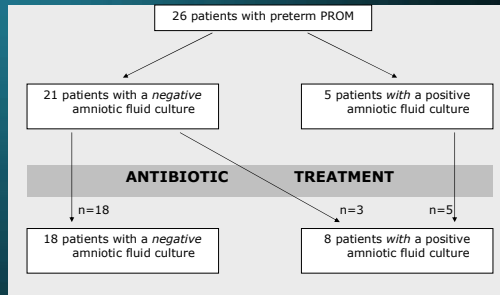 26 patients with preterm PROM
21 patients with a negative
amniotic fluid culture
5 patients with a positive
amniotic fluid culture
ANTIBIOTIC TREATMENT
n=18
n=3
n=5
18 patients with a negative
amniotic fluid culture
8 patients with a positive
amniotic fluid culture